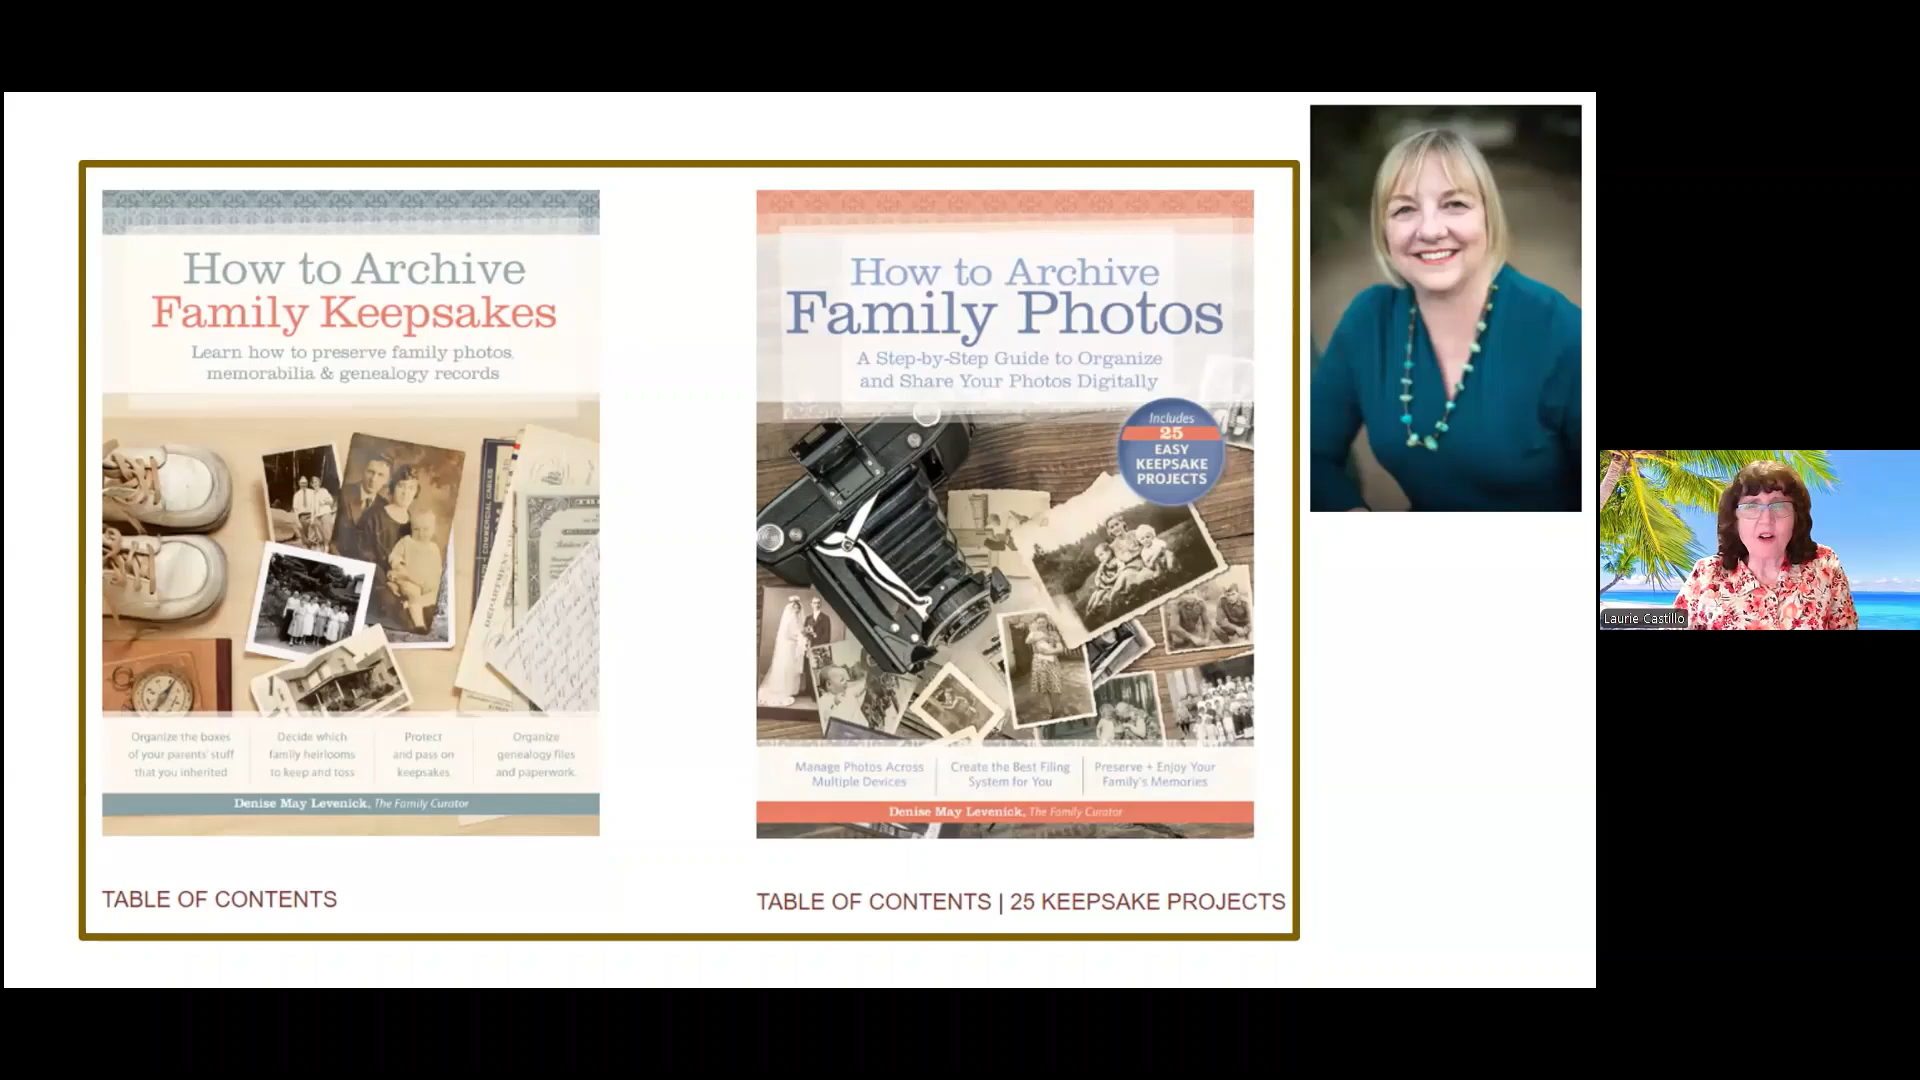 How to Archive
Family Keepsakes
Learn how to preserve family photos,
memorabilia & genealogy records
Organize the boxes
of your parents' stuff
that you inherited
Decide which
family heirlooms
to keep and toss
Protect
and pass on
keepsakes
Organize
genealogy files
and paperwork.
Denise May Levenick, The Family Curator
TABLE OF CONTENTS
How to Archive
Family Photos
A Step-by-Step Guide to Organize
and Share Your Photos Digitally
Includes
25
EASY
KEEPSAKE
PROJECTS
Manage Photos Across
Multiple Devices
Create the Best Filing
System for You
Preserve + Enjoy Your
Family's Memories
Denise May Levenick, The Family Curator
TABLE OF CONTENTS | 25 KEEPSAKE PROJECTS
Laurie Castillo